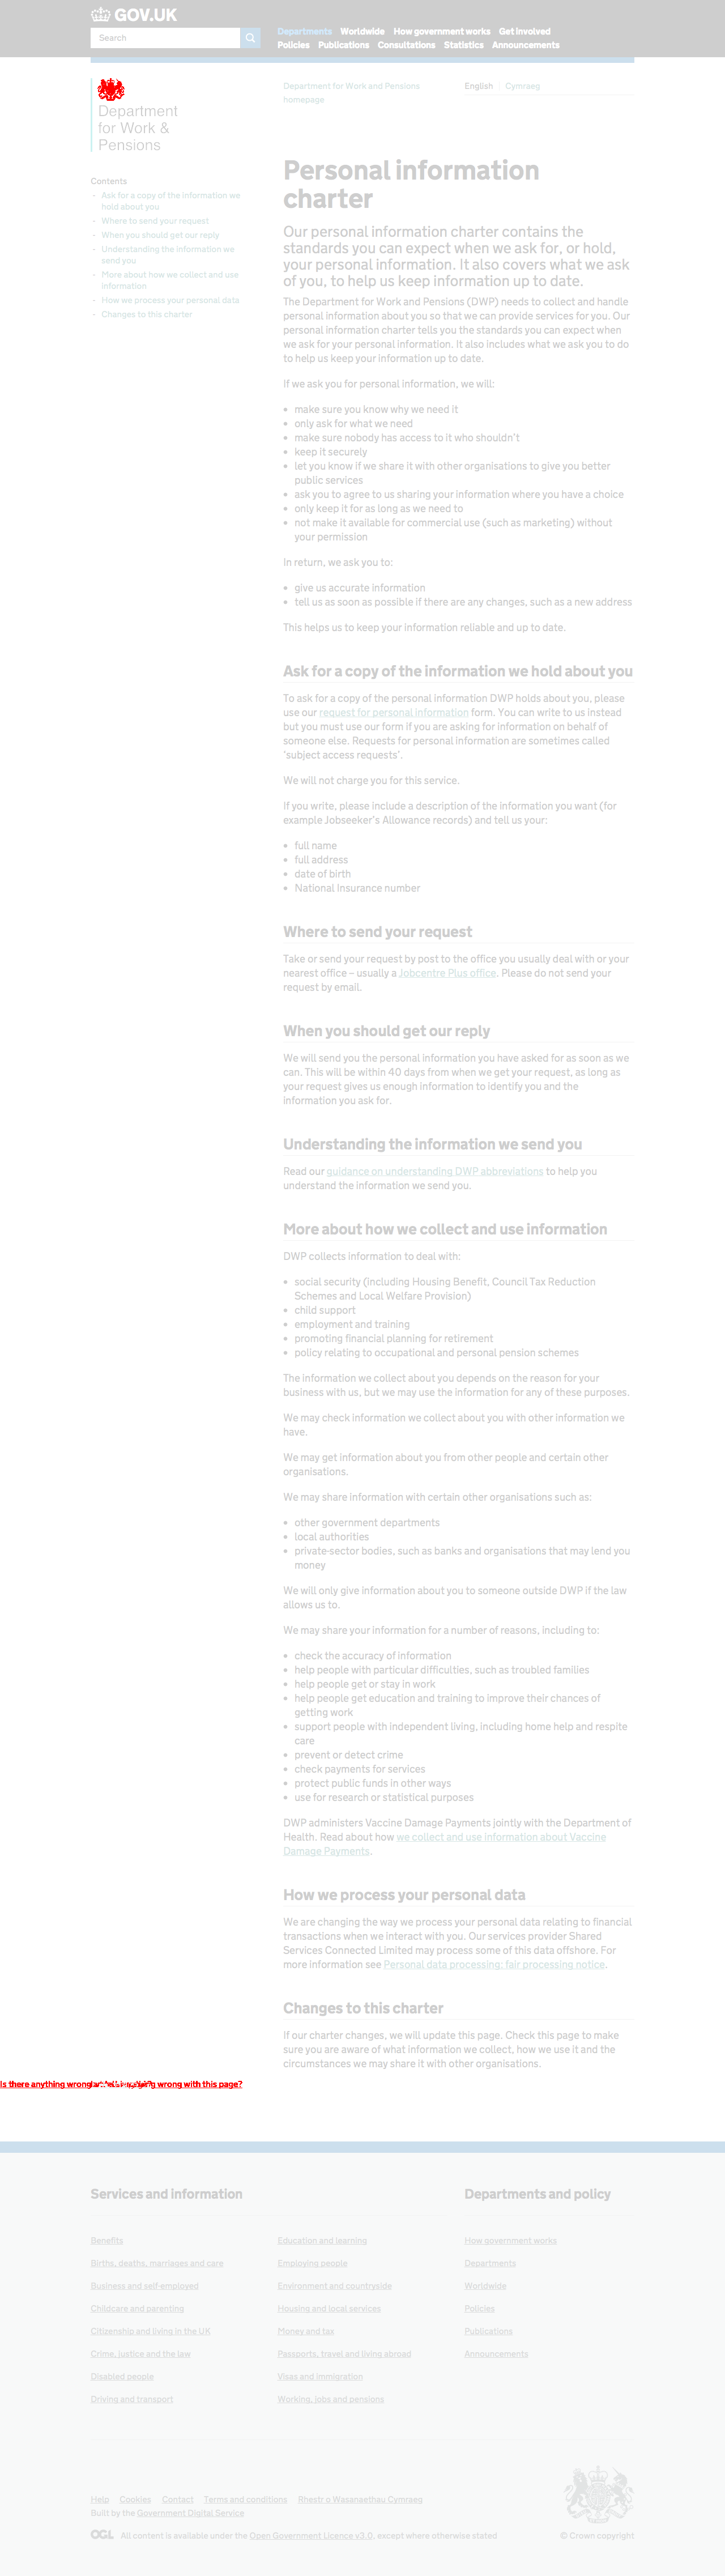 GOV.UK
Search
Departments Worldwide How government works Get involved
Policies Publications Consultations Statistics Announcements
Department
for Work &
Pensions
Department for Work and Pensions
homepage
English Cymraeg
Contents
Ask for a copy of the information we
hold about you
Where to send your request
When you should get our reply
Understanding the information we
send you
More about how we collect and use
information
How we process your personal data
Changes to this charter
Personal information
charter
Our personal information charter contains the
standards you can expect when we ask for, or hold,
your personal information. It also covers what we ask
of you, to help us keep information up to date.
The Department for Work and Pensions (DWP) needs to collect and handle
personal information about you so that we can provide services for you. Our
personal information charter tells you the standards you can expect when
we ask for your personal information. It also includes what we ask you to do
to help us keep your information up to date.
If we ask you for personal information, we will:
• make sure you know why we need it
• only ask for what we need
• make sure nobody has access to it who shouldn't
• keep it securely
• let you know if we share it with other organisations to give you better
public services
• ask you to agree to us sharing your information where you have a choice
• only keep it for as long as we need to
• not make it available for commercial use (such as marketing) without
your permission
In return, we ask you to:
• give us accurate information
• tell us as soon as possible if there are any changes, such as a new address
This helps us to keep your information reliable and up to date.
Ask for a copy of the information we hold about you
To ask for a copy of the personal information DWP holds about you, please
use our request for personal information form. You can write to us instead
but you must use our form if you are asking for information on behalf of
someone else. Requests for personal information are sometimes called
'subject access requests'.
We will not charge you for this service.
If you write, please include a description of the information you want (for
example Jobseeker's Allowance records) and tell us your:
• full name
• full address
• date of birth
• National Insurance number
Where to send your request
Take or send your request by post to the office you usually deal with or your
nearest office – usually a Jobcentre Plus office. Please do not send your
request by email.
When you should get our reply
We will send you the personal information you have asked for as soon as we
can. This will be within 40 days from when we get your request, as long as
your request gives us enough information to identify you and the
information you ask for.
Understanding the information we send you
Read our guidance on understanding DWP abbreviations to help you
understand the information we send you.
More about how we collect and use information
DWP collects information to deal with:
• social security (including Housing Benefit, Council Tax Reduction
Schemes and Local Welfare Provision)
• child support
• employment and training
• promoting financial planning for retirement
• policy relating to occupational and personal pension schemes
The information we collect about you depends on the reason for your
business with us, but we may use the information for any of these purposes.
We may check information we collect about you with other information we
have.
We may get information about you from other people and certain other
organisations.
We may share information with certain other organisations such as:
• other government departments
• local authorities
• private-sector bodies, such as banks and organisations that may lend you
money
We will only give information about you to someone outside DWP if the law
allows us to.
We may share your information for a number of reasons, including to:
• check the accuracy of information
• help people with particular difficulties, such as troubled families
• help people get or stay in work
• help people get education and training to improve their chances of
getting work
• support people with independent living, including home help and respite
care
• prevent or detect crime
• check payments for services
• protect public funds in other ways
• use for research or statistical purposes
DWP administers Vaccine Damage Payments jointly with the Department of
Health. Read about how we collect and use information about Vaccine
Damage Payments.
How we process your personal data
We are changing the way we process your personal data relating to financial
transactions when we interact with you. Our services provider Shared
Services Connected Limited may process some of this data offshore. For
more information see Personal data processing: fair processing notice.
Changes to this charter
If our charter changes, we will update this page. Check this page to make
sure you are aware of what information we collect, how we use it and the
circumstances we may share it with other organisations.
Is there anything wrong wrong with this page?
Services and information
Departments and policy
Benefits
Births, deaths, marriages and care
Business and self-employed
Childcare and parenting
Citizenship and living in the UK
Crime, justice and the law
Disabled people
Driving and transport
Education and learning
Employing people
Environment and countryside
Housing and local services
Money and tax
Passports, travel and living abroad
Visas and immigration
Working, jobs and pensions
How government works
Departments
Worldwide
Policies
Publications
Announcements
Help Cookies Contact Terms and conditions Rhestr o Wasanaethau Cymraeg
Built by the Government Digital Service
OGL All content is available under the Open Government Licence v3.0, except where otherwise stated
© Crown copyright